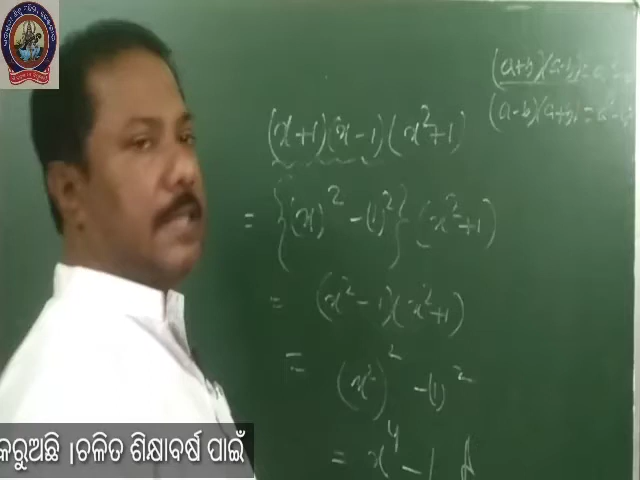 (a+b)(a-b)= a²-
(a-b)(a+b)= a²-b²
(x+1)(x-1)(x²+1)
= {(x)² -(1)²} (x²+1)
= (x²-1)(x²+1)
= (x²)² -(1)²
= x⁴ -1
କରୁଅଛି ।ଚଳିତ ଶିକ୍ଷାବର୍ଷ ପାଇଁ